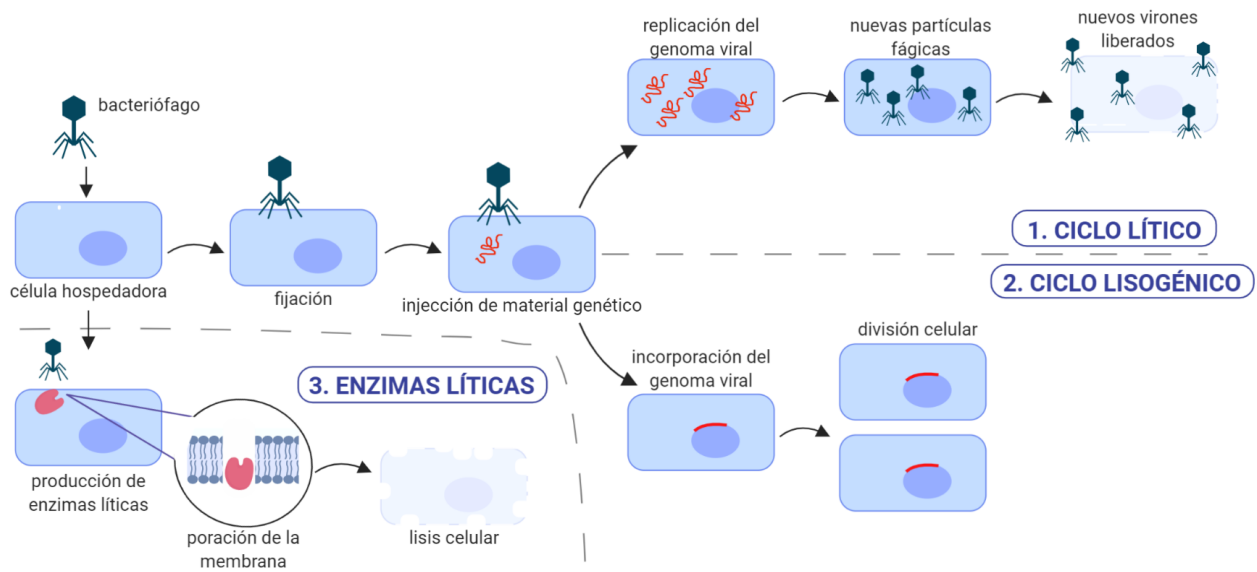 bacteriófago
célula hospedadora
fijación
injección de material genético
replicación del
genoma viral
nuevas partículas
fágicas
nuevos virones
liberados
1. CICLO LÍTICO
2. CICLO LISOGÉNICO
incorporación del
genoma viral
división celular
3. ENZIMAS LÍTICAS
producción de
enzimas líticas
poración de la
membrana
lisis celular